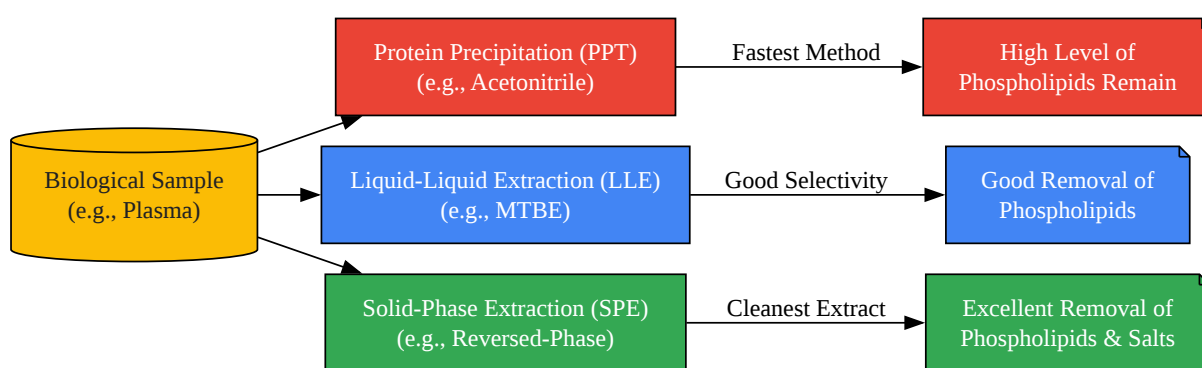 Protein Precipitation (PPT)
(e.g., Acetonitrile)
Fastest Method
High Level of
Phospholipids Remain
Biological Sample
(e.g., Plasma)
Liquid-Liquid Extraction (LLE)
(e.g., MTBE)
Good Selectivity
Good Removal of
Phospholipids
Solid-Phase Extraction (SPE)
(e.g., Reversed-Phase)
Cleanest Extract
Excellent Removal of
Phospholipids & Salts